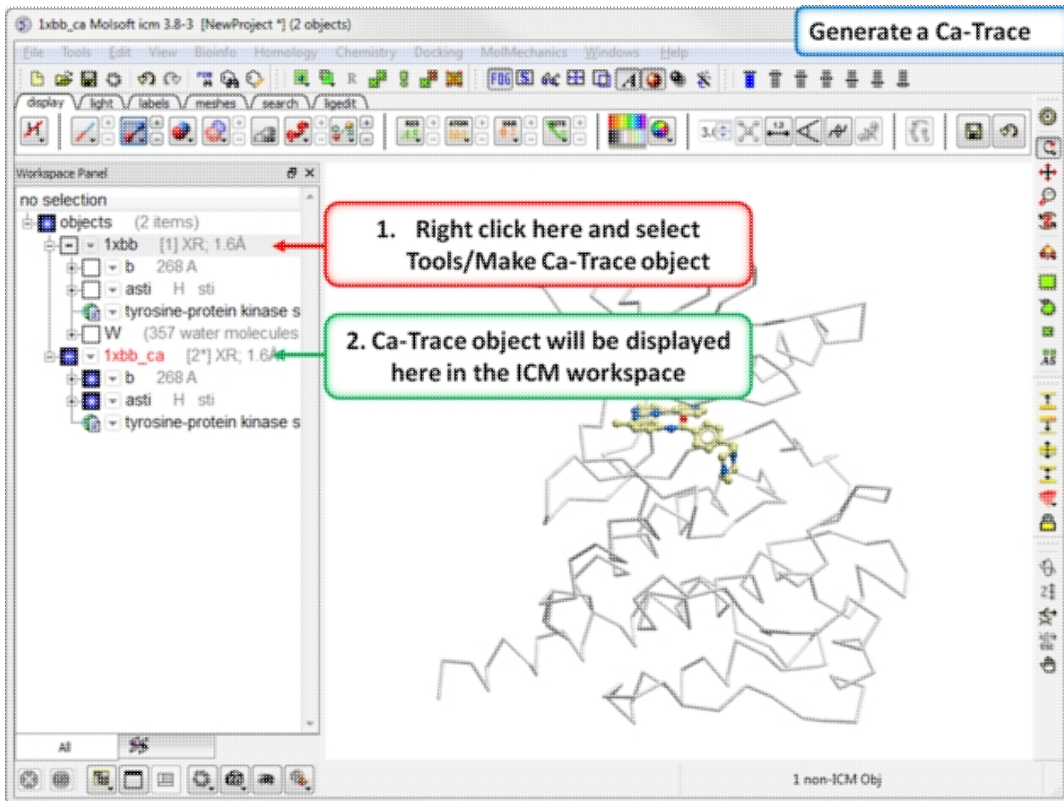 1xbb_ca Molsoft icm 3.8-3 [NewProject *] (2 objects)
Generate a Ca-Trace
File Tools Edit View Bioinfo Homology Chemistry Docking MolMechanics Windows Help
display light labels meshes search ligedit
Workspace Panel
no selection
objects (2 items)
1xbb [1] XR; 1.6Å
b 268 A
asti H sti
tyrosine-protein kinase s
W (357 water molecules
1xbb_ca [2*] XR; 1.6Å
b 268 A
asti H sti
tyrosine-protein kinase s
1. Right click here and select
Tools/Make Ca-Trace object
2. Ca-Trace object will be displayed
here in the ICM workspace
All
1 non-ICM Obj